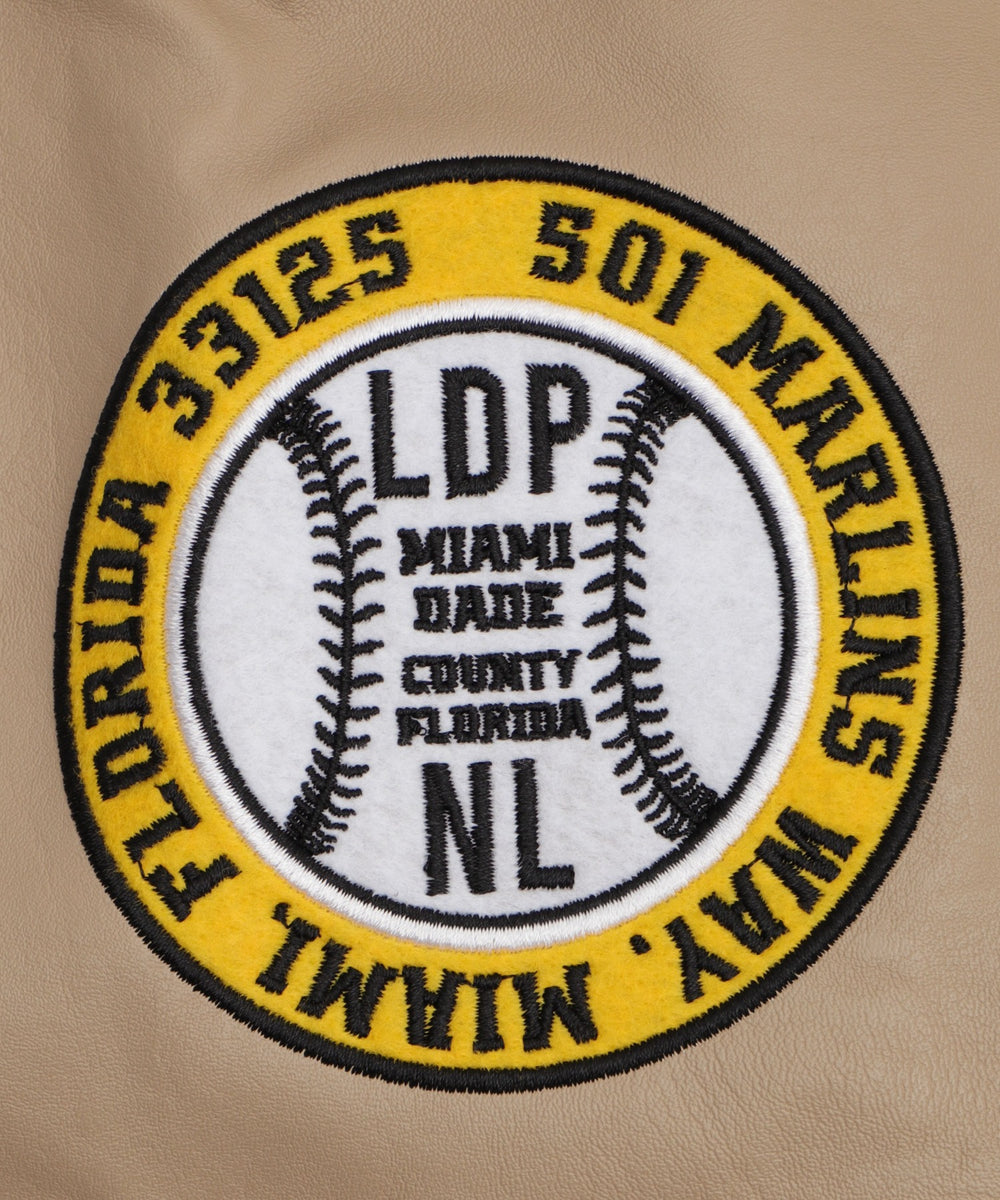 501 MARLINS WAY, MIAMI, FLORIDA 33125
LDP
MIAMI
DADE
COUNTY
FLORIDA
NL